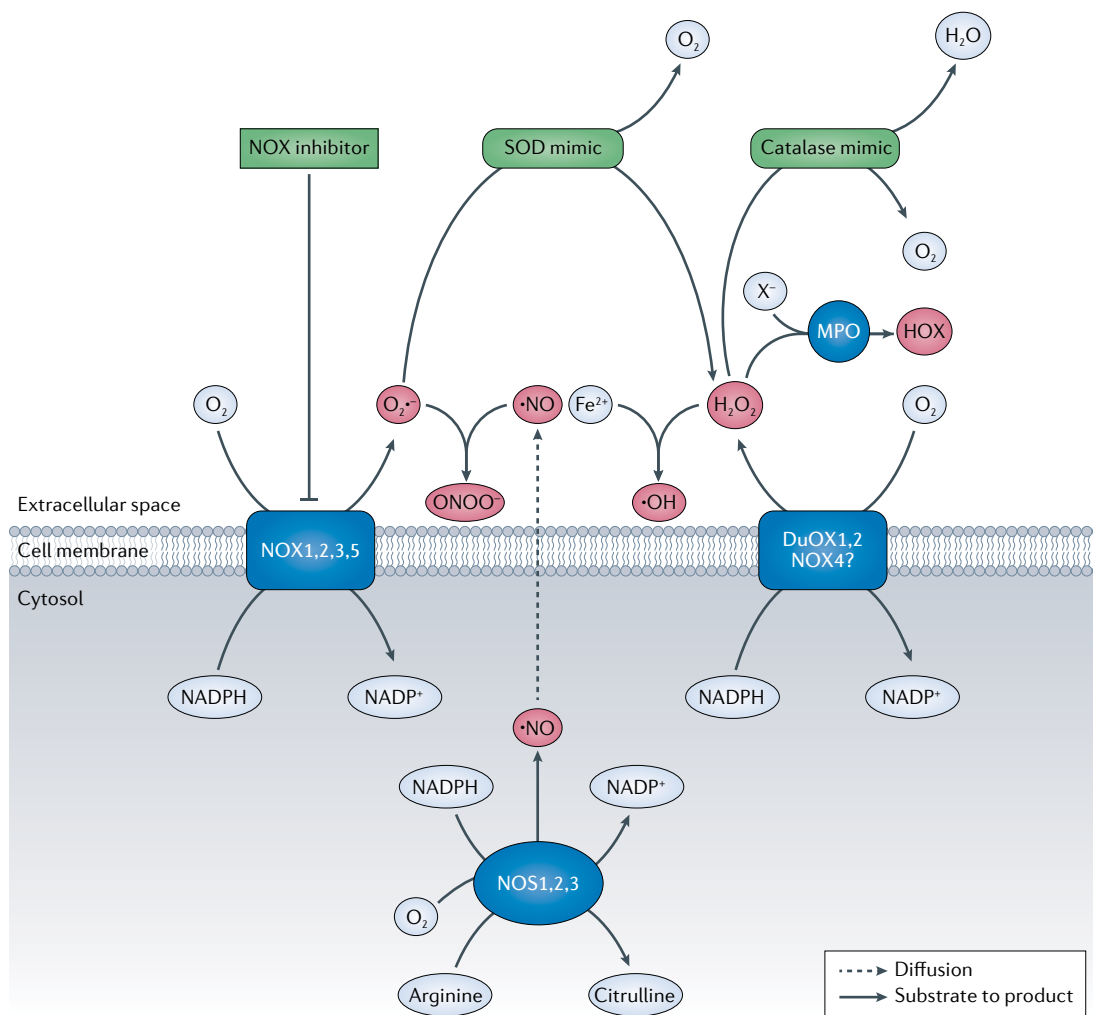 O₂
H₂O
NOX inhibitor
SOD mimic
Catalase mimic
O₂
X⁻
MPO
HOX
O₂
O₂•⁻
•NO
Fe²⁺
H₂O₂
O₂
ONOO⁻
•OH
Extracellular space
Cell membrane
NOX1,2,3,5
DuOX1,2
NOX4?
Cytosol
NADPH
NADP⁺
NADPH
NADP⁺
•NO
NADPH
NADP⁺
NOS1,2,3
O₂
Arginine
Citrulline
Diffusion
Substrate to product